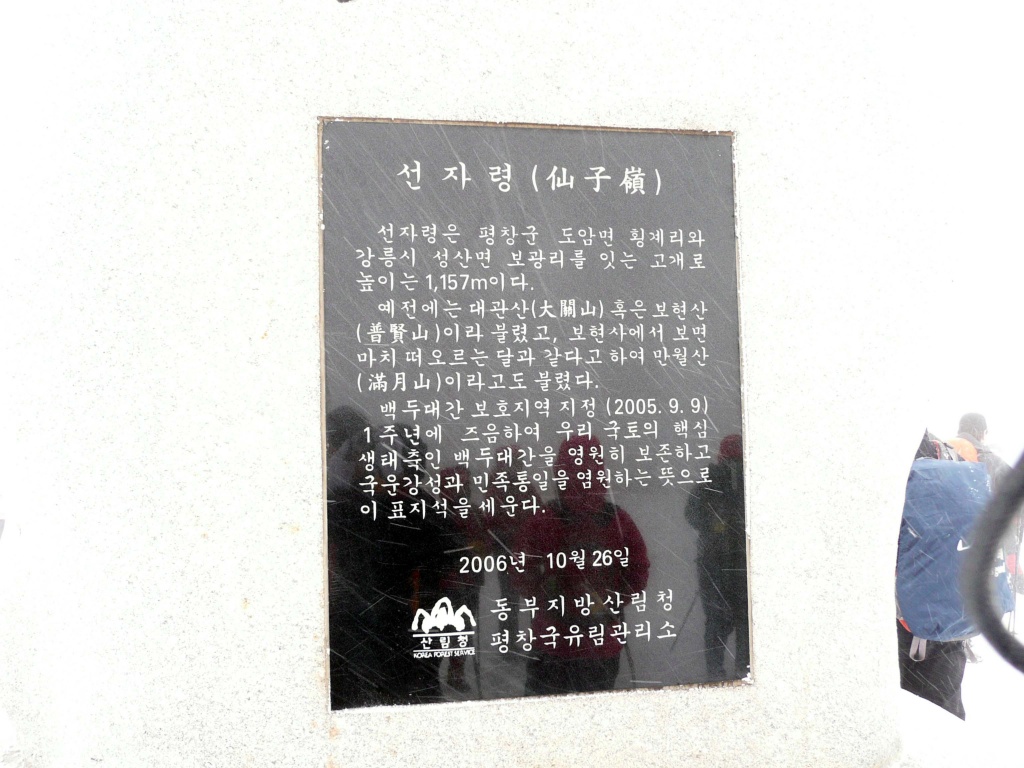 선자령(仙子嶺)
선자령은 평창군 도암면 횡계리와
강릉시 성산면 보광리를 잇는 고개로
높이는 1,157m이다.
예전에는 대관산(大關山) 혹은 보현산
(普賢山)이라 불렸고, 보현사에서 보면
마치 떠오르는 달과 같다고 하여 만월산
(滿月山)이라고도 불렸다.
백두대간 보호지역 지정 (2005. 9. 9)
1주년에 즈음하여 우리 국토의 핵심
생태축인 백두대간을 영원히 보존하고
국운강성과 민족통일을 염원하는 뜻으로
이 표지석을 세운다.
2006년 10월 26일
동부지방산림청
평창국유림관리소
산림청
KOREA FOREST SERVICE